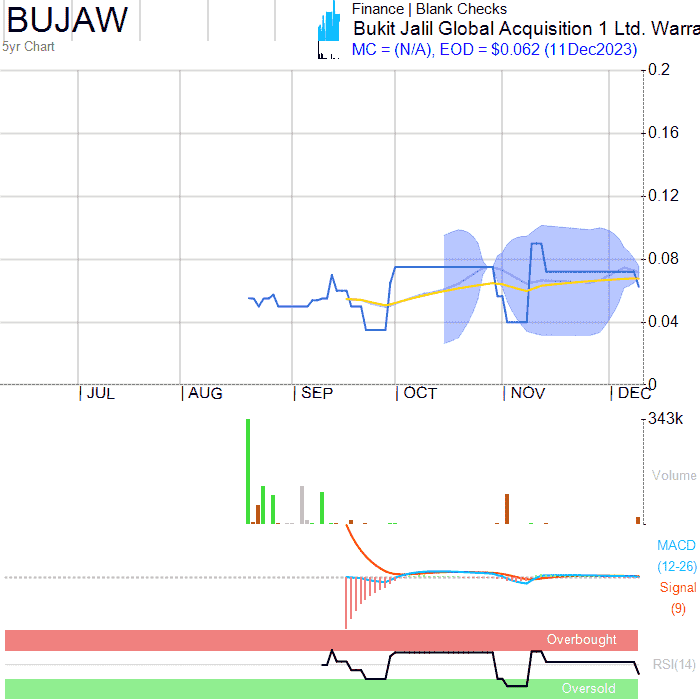 BUJAW
5yr Chart
Finance | Blank Checks
Bukit Jalil Global Acquisition 1 Ltd. Warra
MC = (N/A), EOD = $0.062 (11Dec2023)
0.2
0.16
0.12
0.08
0.04
0
JUL AUG SEP OCT NOV DEC
343k
Volume
MACD
(12-26)
Signal
(9)
Overbought
RSI(14)
Oversold